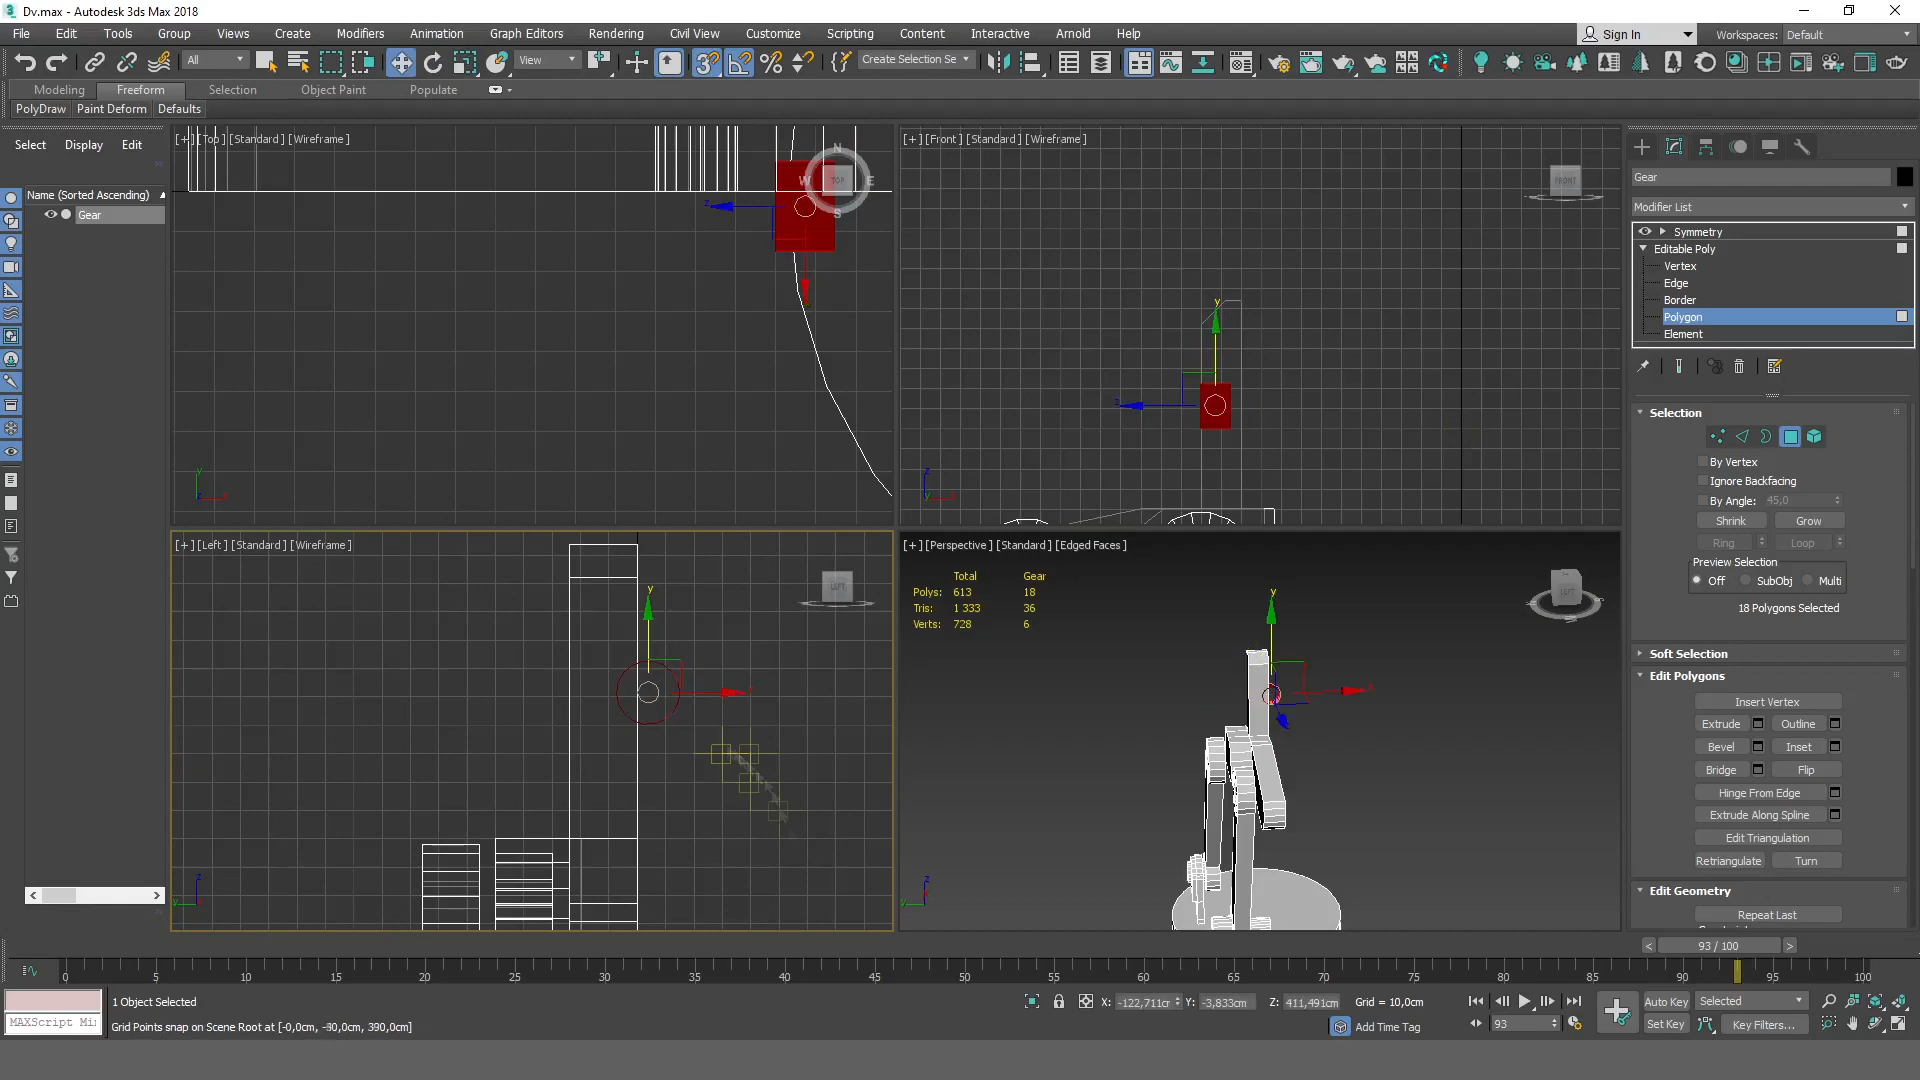 Dv.max - Autodesk 3ds Max 2018
File Edit Tools Group Views Create Modifiers Animation Graph Editors Rendering Civil View Customize Scripting Content Interactive Arnold Help
Sign In
Workspaces: Default
All
View
Create Selection Se
Modeling Freeform Selection Object Paint Populate
PolyDraw Paint Deform Defaults
Select Display Edit
Name (Sorted Ascending)
Gear
[+] [Top] [Standard] [Wireframe]
N
W TOP E
S
[+] [Front] [Standard] [Wireframe]
FRONT
[+] [Left] [Standard] [Wireframe]
LEFT
[+] [Perspective] [Standard] [Edged Faces]
Total Gear
Polys: 613 18
Tris: 1 333 36
Verts: 728 6
LEFT
Gear
Modifier List
Symmetry
Editable Poly
Vertex
Edge
Border
Polygon
Element
Selection
By Vertex
Ignore Backfacing
By Angle: 45,0
Shrink Grow
Ring Loop
Preview Selection
Off SubObj Multi
18 Polygons Selected
Soft Selection
Edit Polygons
Insert Vertex
Extrude Outline
Bevel Inset
Bridge Flip
Hinge From Edge
Extrude Along Spline
Edit Triangulation
Retriangulate Turn
Edit Geometry
Repeat Last
< 93 / 100 >
0 5 10 15 20 25 30 35 40 45 50 55 60 65 70 75 80 85 90 95 100
1 Object Selected
X: -122,711cm Y: -3,833cm Z: 411,491cm Grid = 10,0cm
Auto Key Selected
MAXScript Mi
Grid Points snap on Scene Root at [-0,0cm, -90,0cm, 390,0cm]
Add Time Tag
93
Set Key Key Filters...